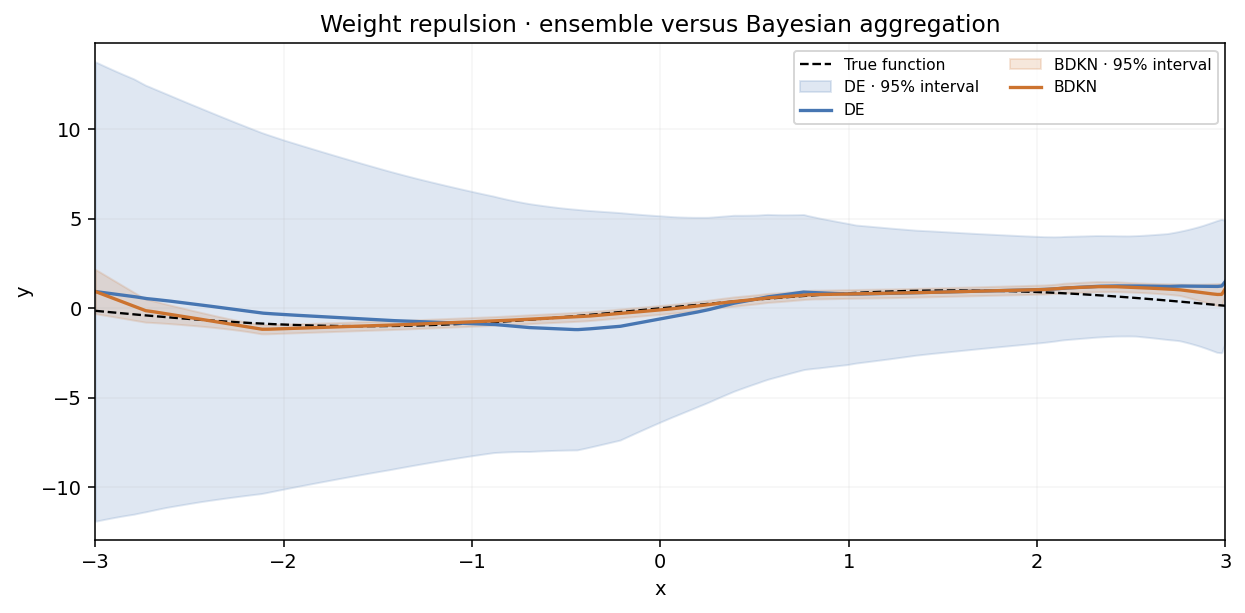 Weight repulsion · ensemble versus Bayesian aggregation
True function
DE · 95% interval
DE
BDKN · 95% interval
BDKN
y
10
5
0
−5
−10
−3
−2
−1
0
1
2
3
x